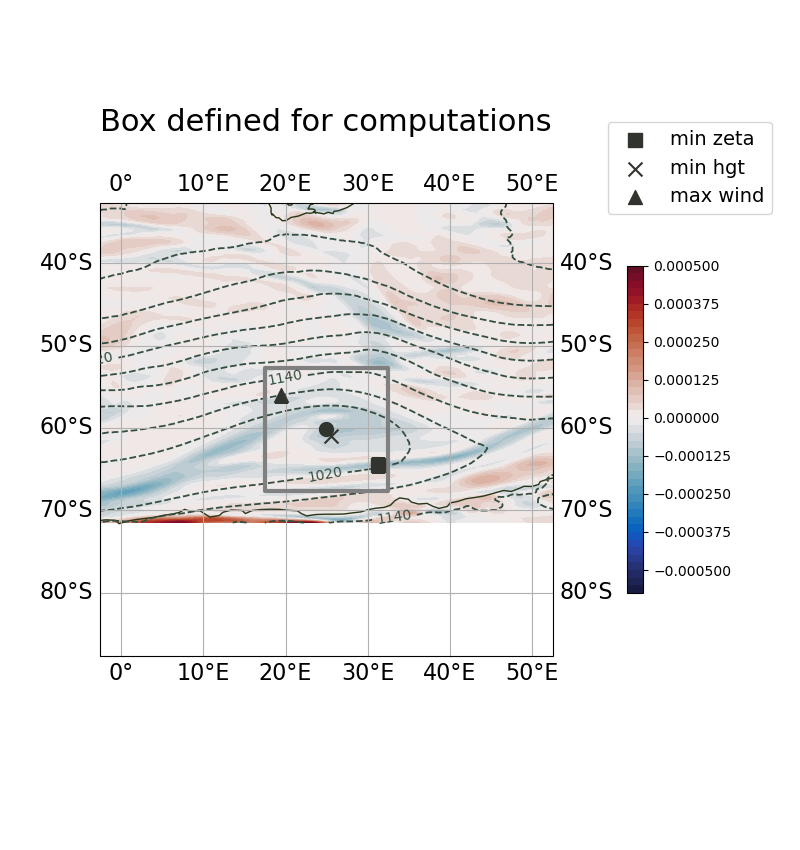 Box defined for computations
min zeta
min hgt
max wind
0° 10°E 20°E 30°E 40°E 50°E
40°S 40°S
50°S 50°S
60°S 60°S
70°S 70°S
80°S 80°S
0° 10°E 20°E 30°E 40°E 50°E
20
1140
1020
1140
0.000500
0.000375
0.000250
0.000125
0.000000
−0.000125
−0.000250
−0.000375
−0.000500